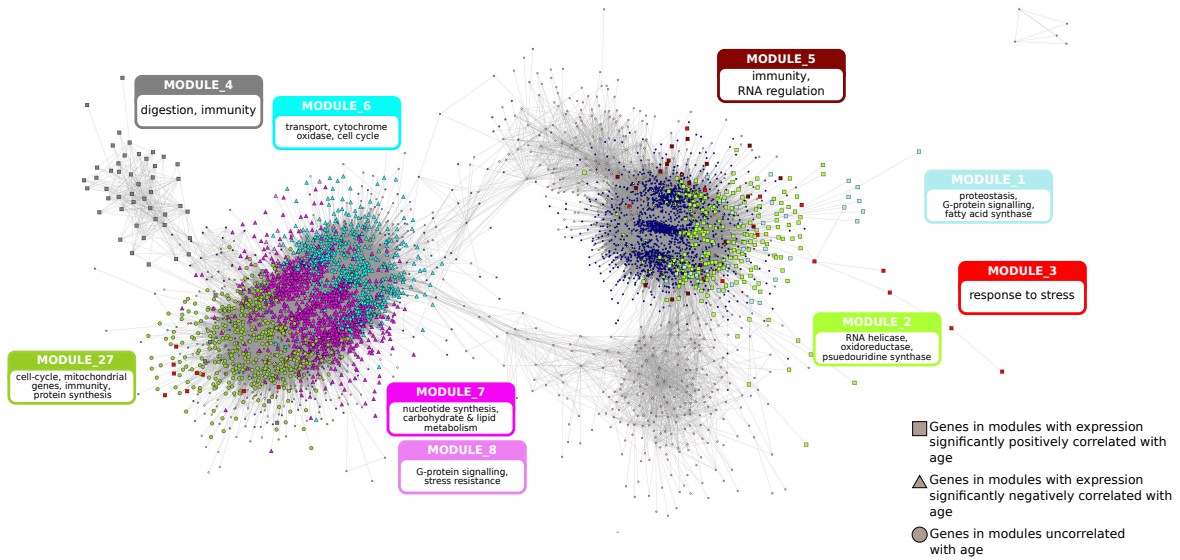 MODULE_4
digestion, immunity
MODULE_6
transport, cytochrome
oxidase, cell cycle
MODULE_5
immunity,
RNA regulation
MODULE_1
proteostasis,
G-protein signalling,
fatty acid synthase
MODULE_3
response to stress
MODULE_2
RNA helicase,
oxidoreductase,
psuedouridine synthase
MODULE_27
cell-cycle, mitochondrial
genes, immunity,
protein synthesis
MODULE_7
nucleotide synthesis,
carbohydrate & lipid
metabolism
MODULE_8
G-protein signalling,
stress resistance
Genes in modules with expression
significantly positively correlated with
age
Genes in modules with expression
significantly negatively correlated with
age
Genes in modules uncorrelated
with age